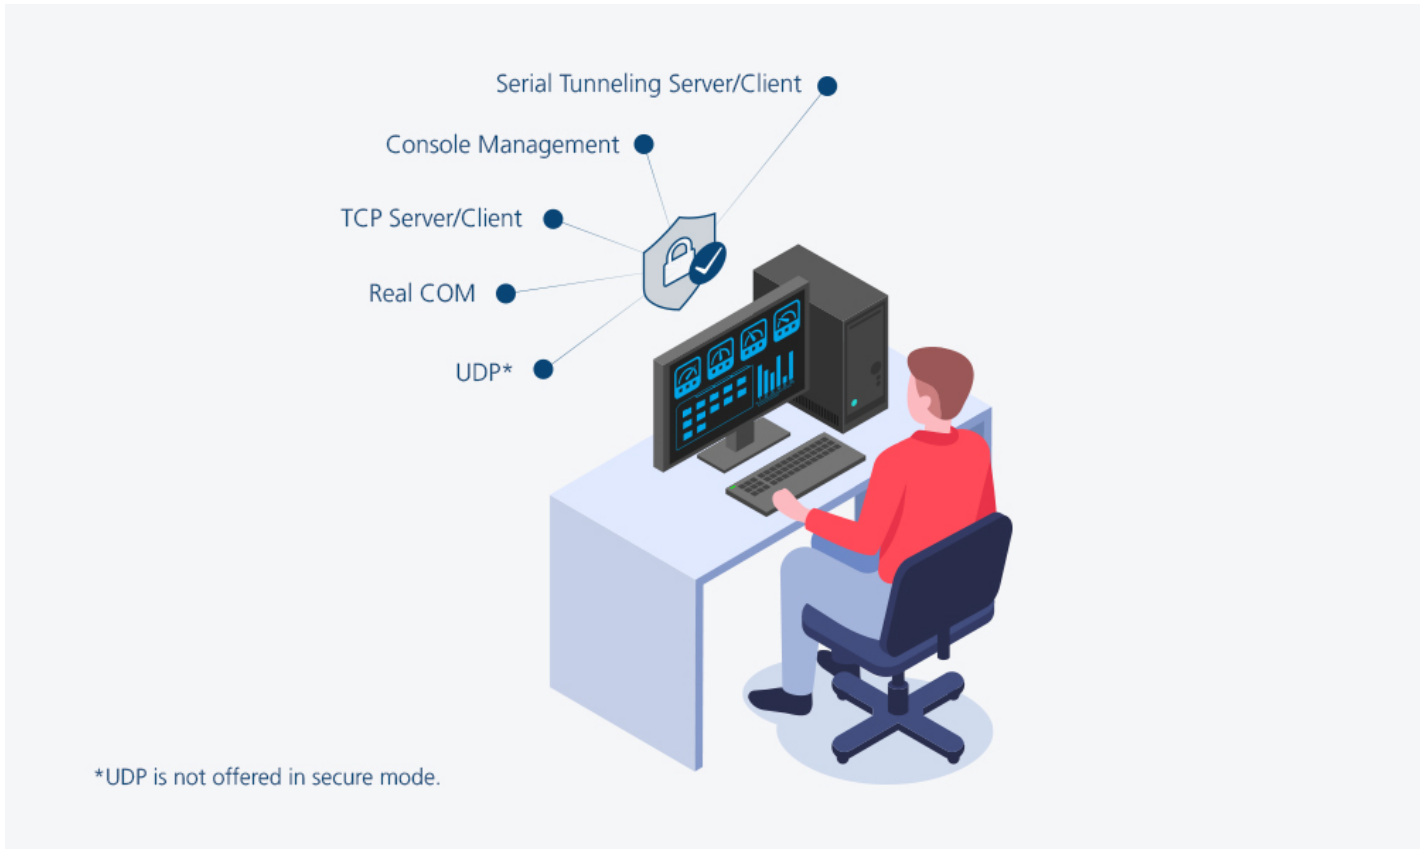 Serial Tunneling Server/Client
Console Management
TCP Server/Client
Real COM
UDP*
*UDP is not offered in secure mode.